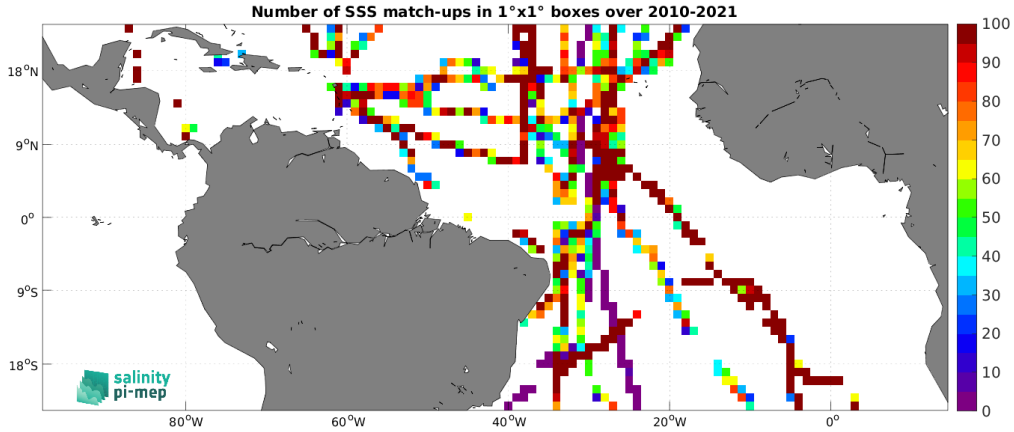 Number of SSS match-ups in 1°x1° boxes over 2010-2021
18°N
9°N
0°
9°S
18°S
80°W
60°W
40°W
20°W
0°
100
90
80
70
60
50
40
30
20
10
0
salinity
pi-mep